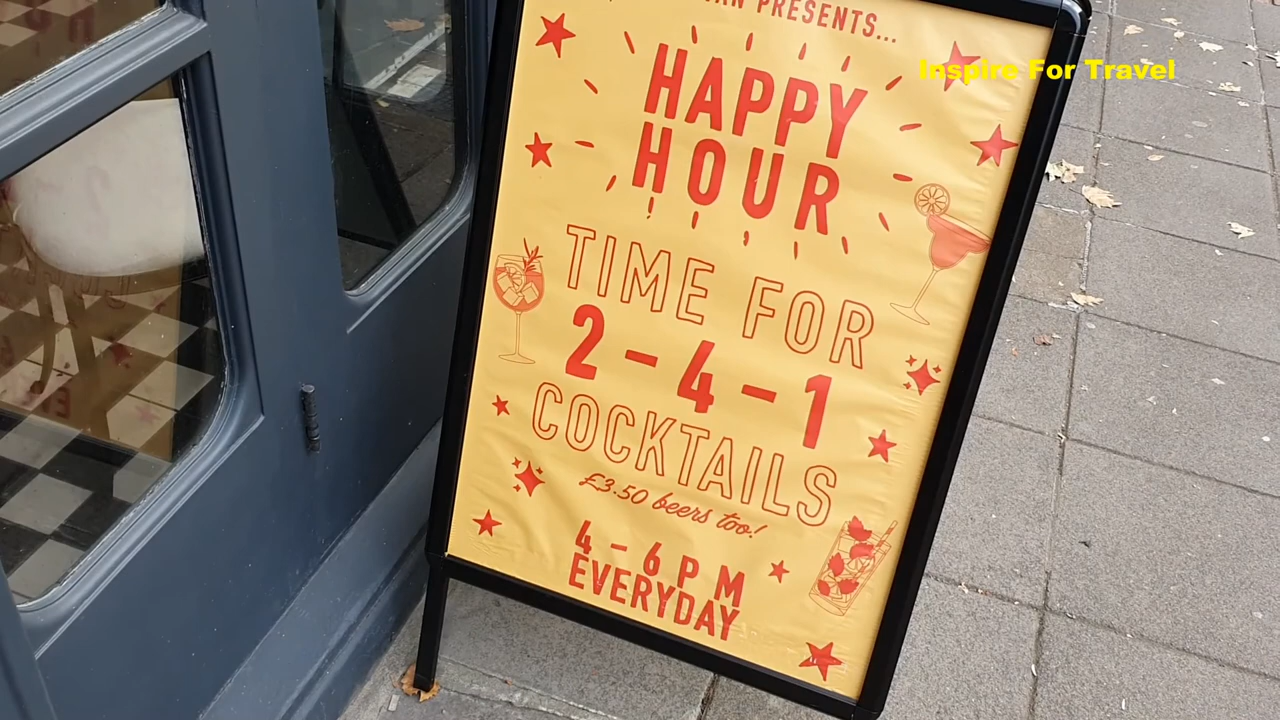 PRESENTS...
Inspire For Travel
HAPPY
HOUR
TIME FOR
2-4-1
COCKTAILS
£3.50 beers too!
4-6PM
EVERYDAY